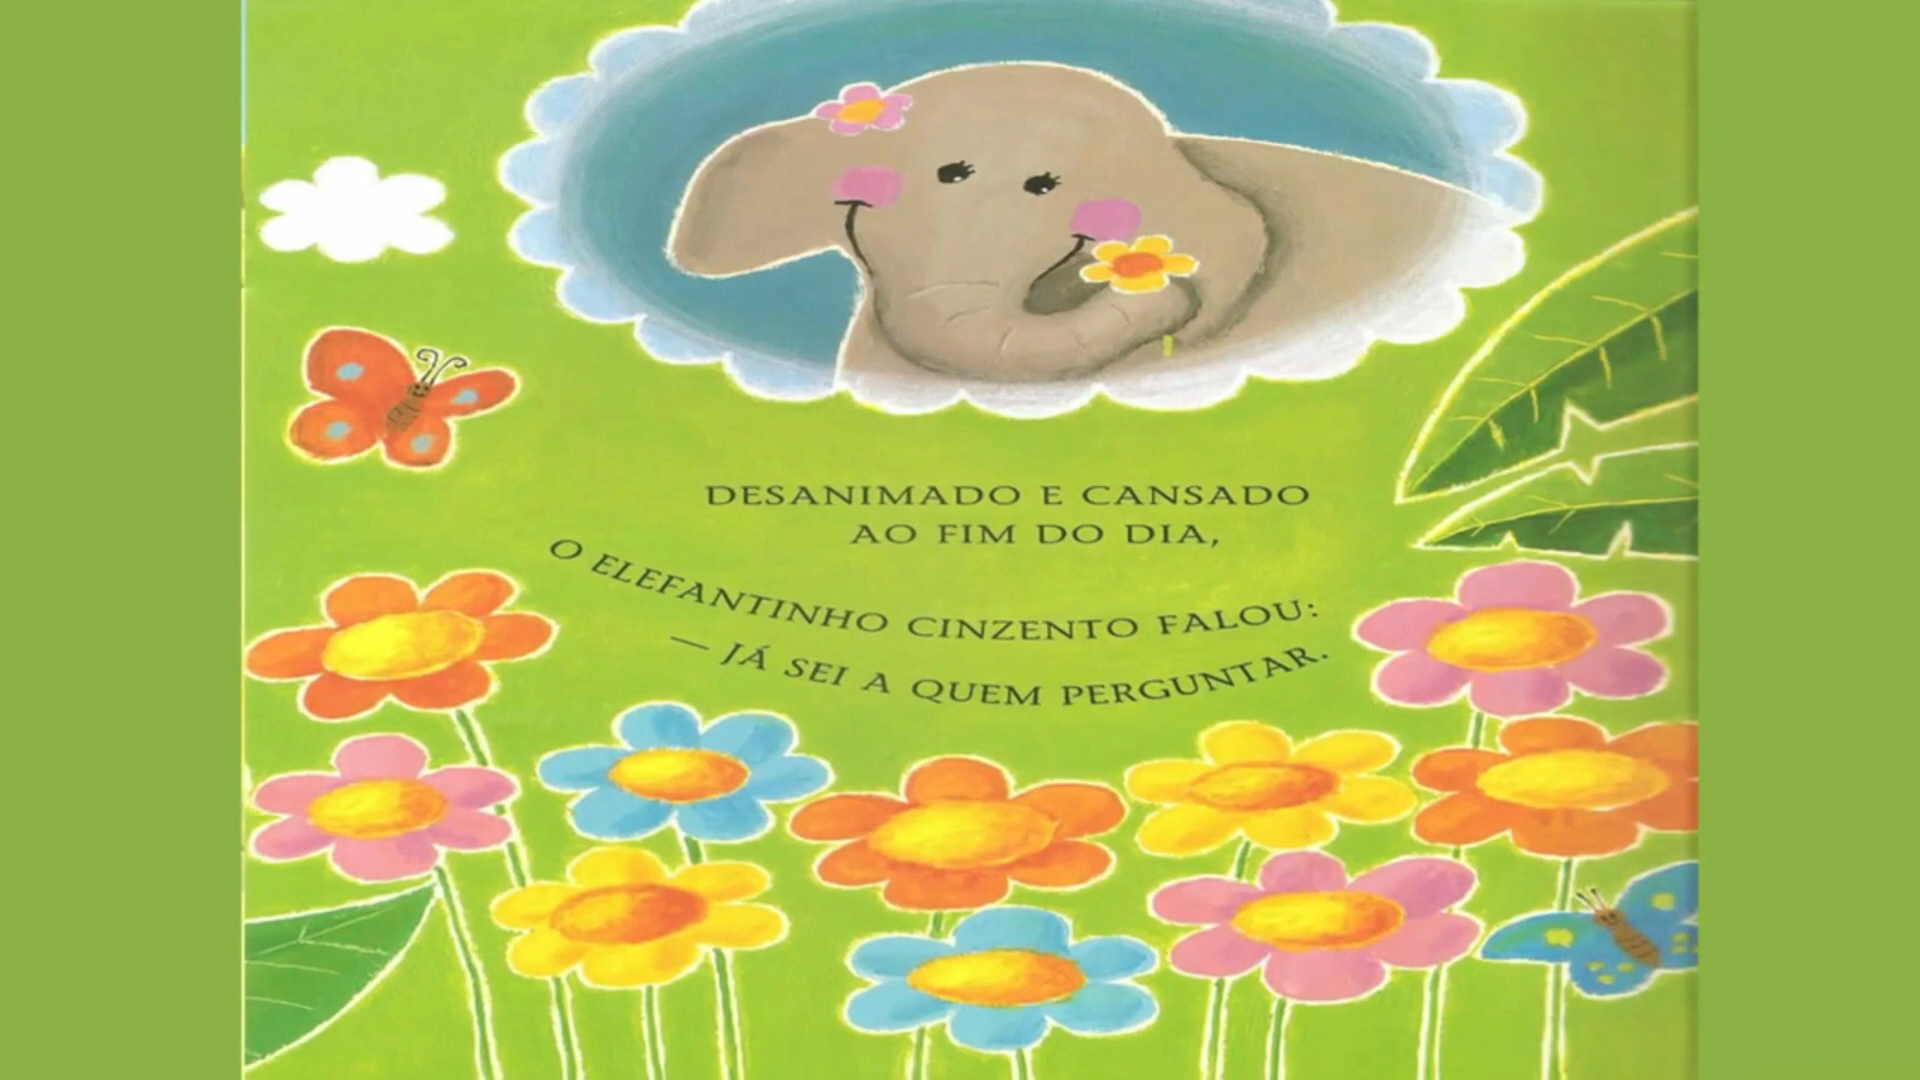 DESANIMADO E CANSADO
AO FIM DO DIA,
O ELEFANTINHO CINZENTO FALOU:
— JÁ SEI A QUEM PERGUNTAR.